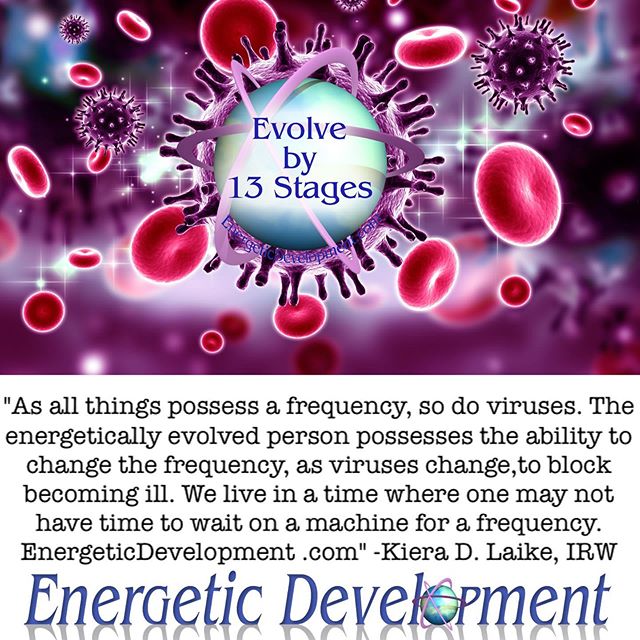 Evolve
by
13 Stages
EnergeticDevelopment.com
"As all things possess a frequency, so do viruses. The
energetically evolved person possesses the ability to
change the frequency, as viruses change,to block
becoming ill. We live in a time where one may not
have time to wait on a machine for a frequency.
EnergeticDevelopment .com" -Kiera D. Laike, IRW
Energetic Development